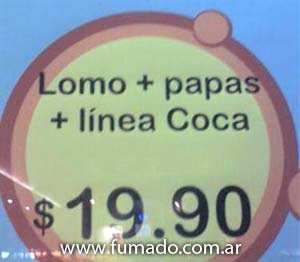 Lomo + papas
+ línea Coca
$ 19.90
www.fumado.com.ar